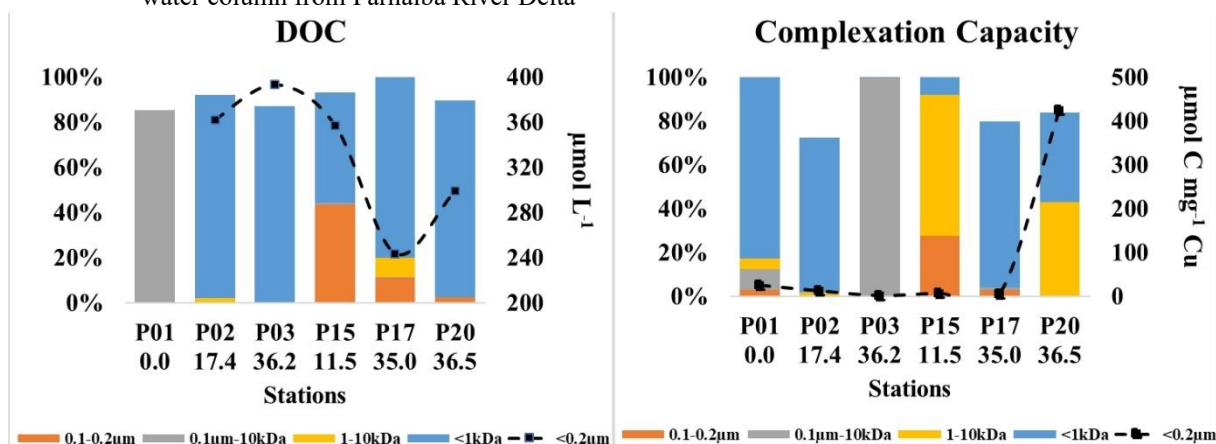 water column from Parnaíba River Delta
DOC
100%
80%
60%
40%
20%
0%
400
360
320
280
240
200
µmol L-1
P01 P02 P03 P15 P17 P20
0.0 17.4 36.2 11.5 35.0 36.5
Stations
0.1-0.2µm 0.1µm-10kDa 1-10kDa <1kDa <0.2µm
Complexation Capacity
100%
80%
60%
40%
20%
0%
500
400
300
200
100
0
µmol C mg-1 Cu
P01 P02 P03 P15 P17 P20
0.0 17.4 36.2 11.5 35.0 36.5
Stations
0.1-0.2µm 0.1µm-10kDa 1-10kDa <1kDa <0.2µm